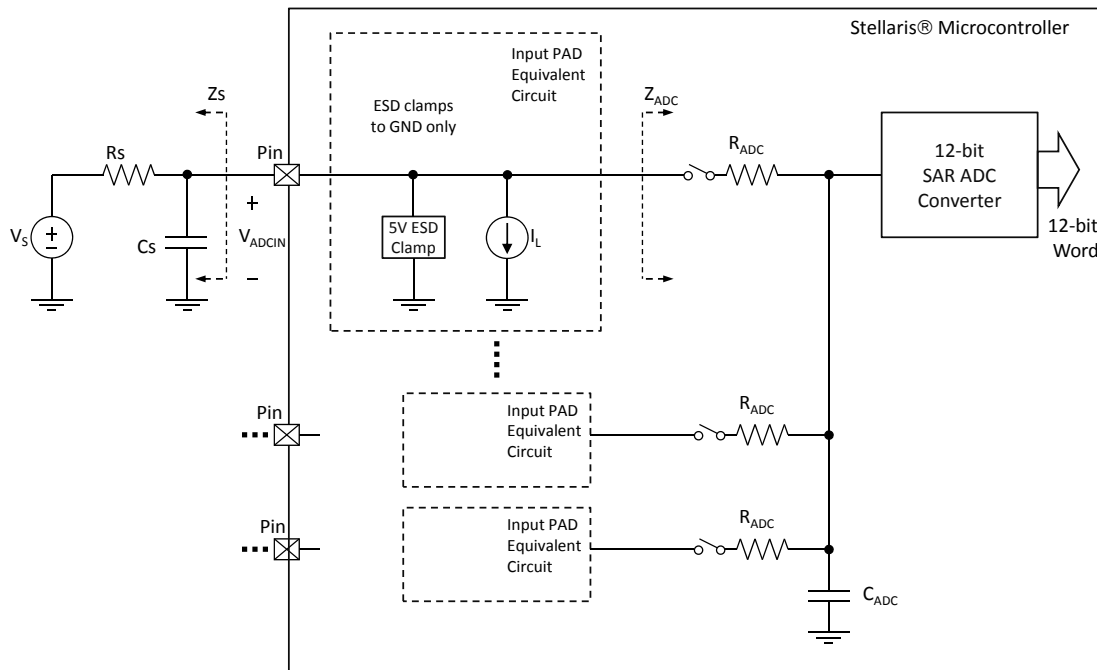 Stellaris® Microcontroller
Input PAD
Equivalent
Circuit
ESD clamps
to GND only
Zs
Z_ADC
Rs
Pin
R_ADC
12-bit
SAR ADC
Converter
V_S
+
−
Cs
+
V_ADCIN
−
5V ESD
Clamp
I_L
12-bit
Word
Pin
Input PAD
Equivalent
Circuit
R_ADC
Pin
Input PAD
Equivalent
Circuit
R_ADC
C_ADC